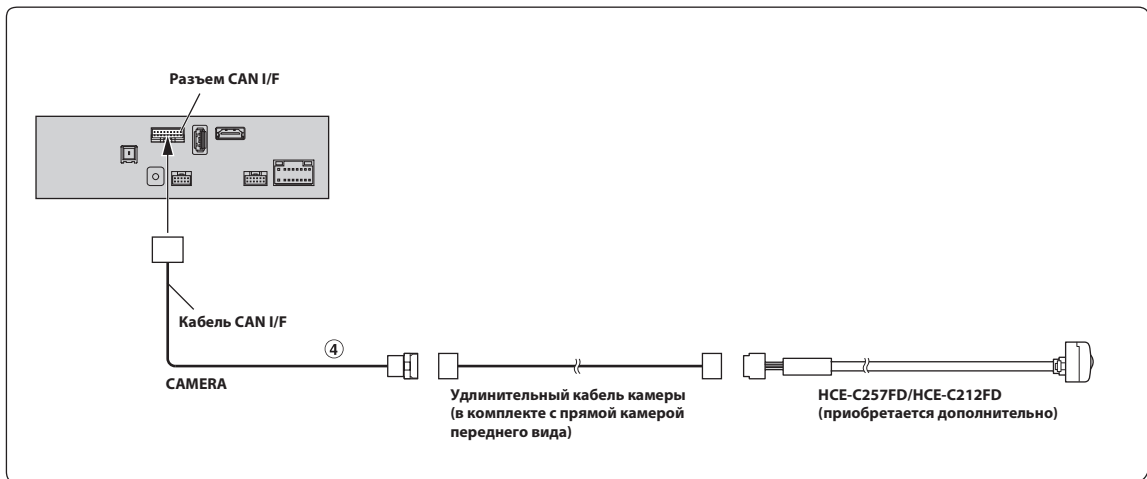 Разъем CAN I/F
Кабель CAN I/F
④
CAMERA
Удлинительный кабель камеры
(в комплекте с прямой камерой
переднего вида)
HCE-C257FD/HCE-C212FD
(приобретается дополнительно)